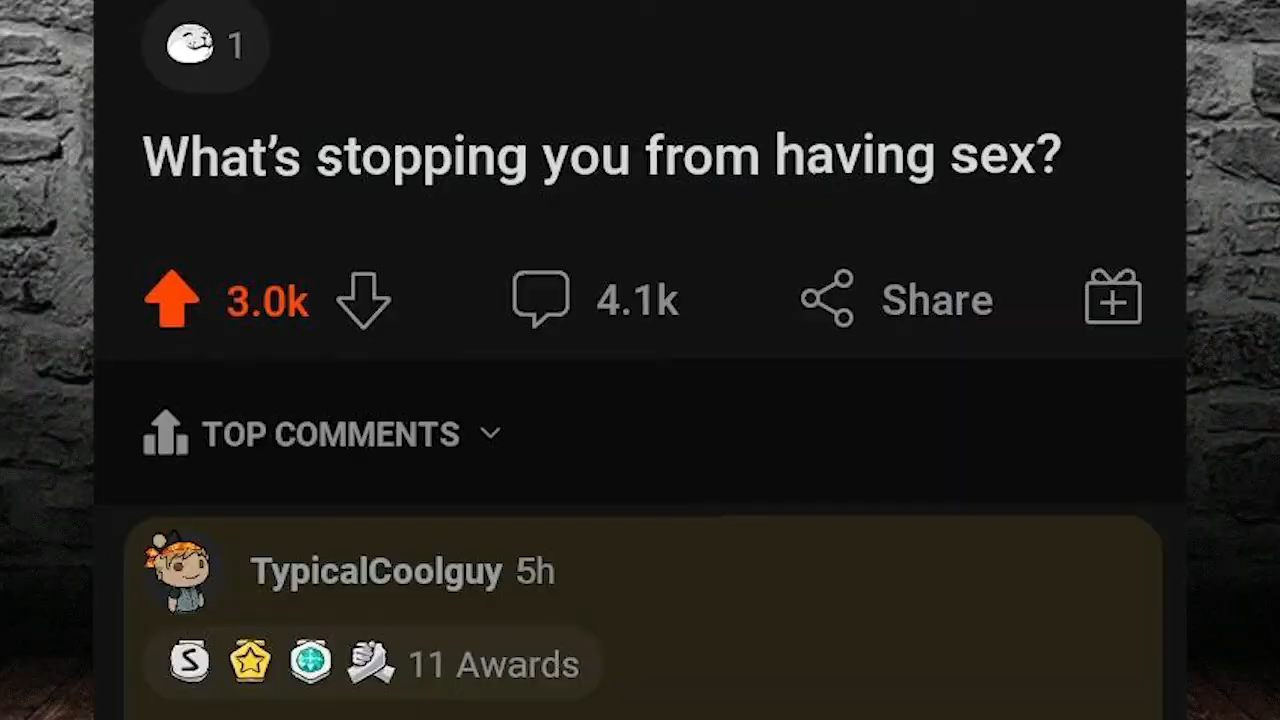 1
What's stopping you from having sex?
3.0k 4.1k Share
TOP COMMENTS
TypicalCoolguy 5h
S 11 Awards